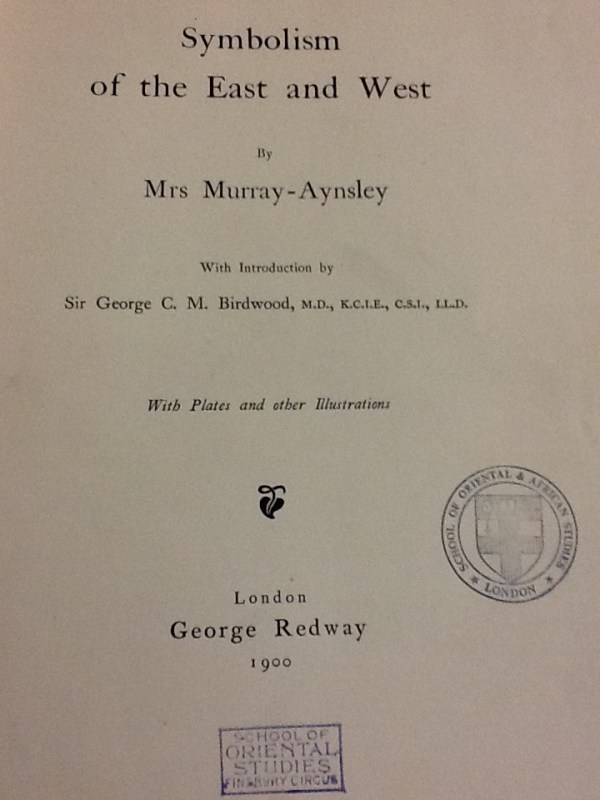 Symbolism
of the East and West
By
Mrs Murray-Aynsley
With Introduction by
Sir George C. M. Birdwood, M.D., K.C.I.E., C.S.I., LL.D.
With Plates and other Illustrations
SCHOOL OF ORIENTAL & AFRICAN STUDIES
LONDON
London
George Redway
1900
SCHOOL OF
ORIENTAL
STUDIES
FINSBURY CIRCUS